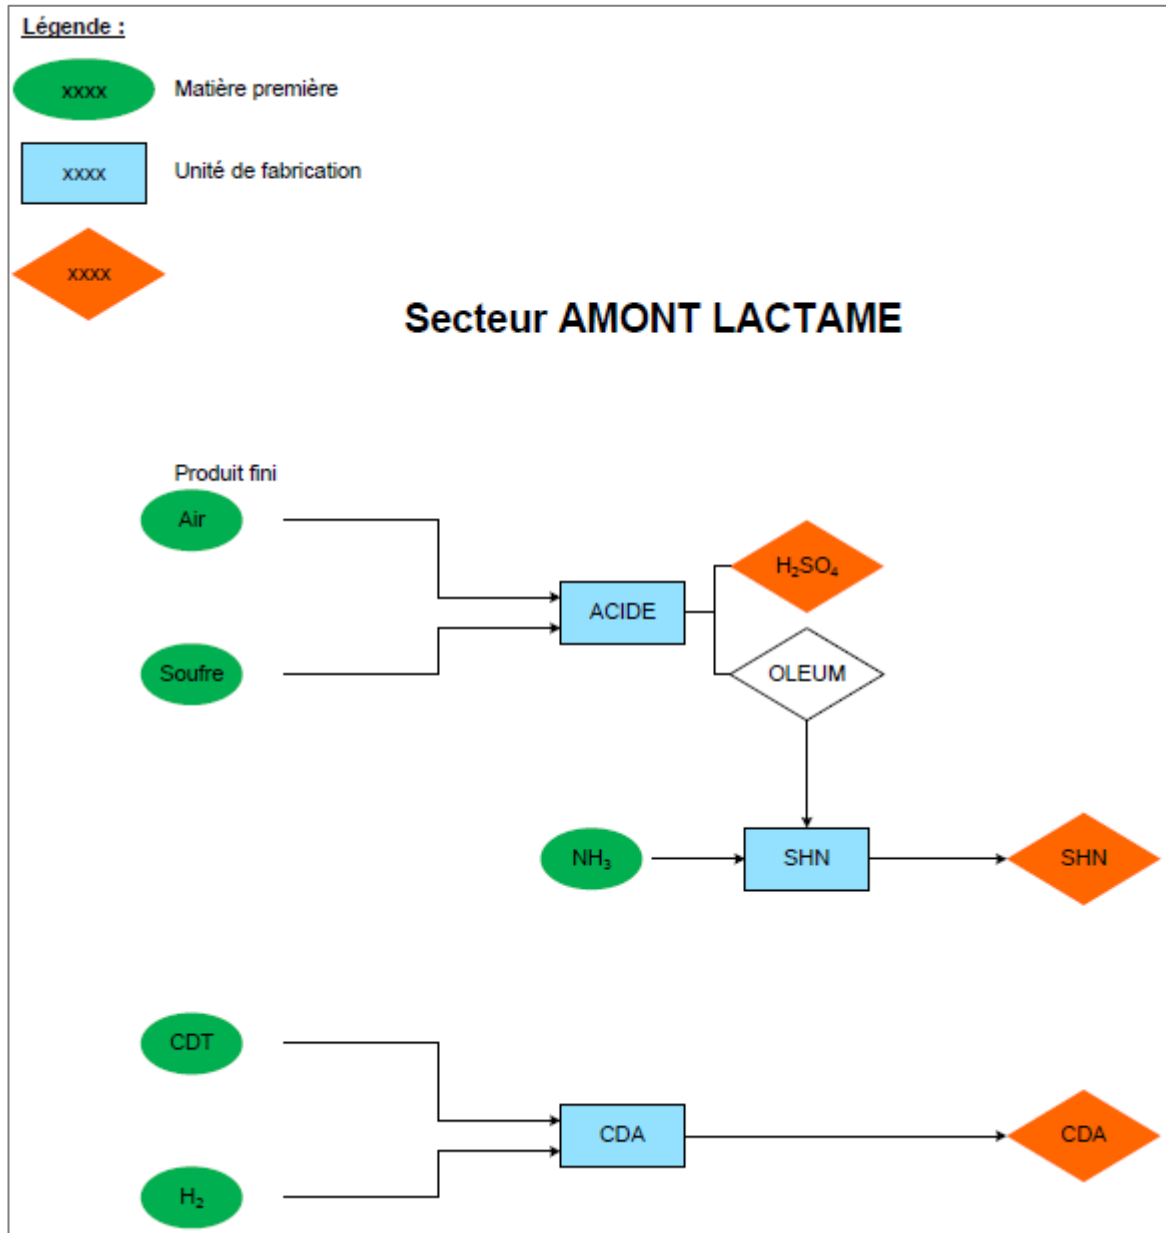 Légende :
xxxx
Matière première
xxxx
Unité de fabrication
xxxx
Secteur AMONT LACTAME
Produit fini
Air
H₂SO₄
ACIDE
Soufre
OLEUM
NH₃
SHN
SHN
CDT
CDA
CDA
H₂